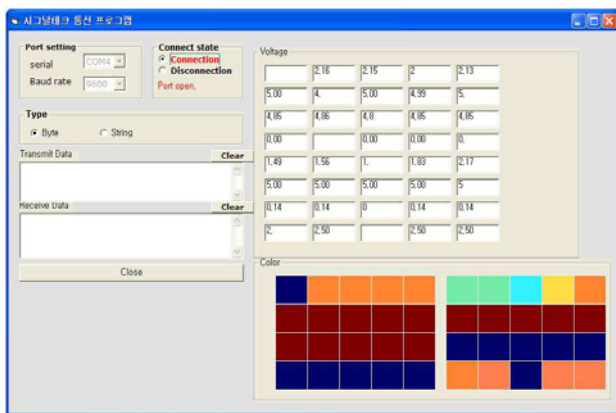 시그널테크 통신 프로그램
Port setting
serial COM4
Baud rate 9600
Connect state
Connection
Disconnection
Port open,
Type
Byte String
Transmit Data Clear
Receive Data Clear
Close
Voltage
2,16 2,15 2 2,13
5,00 4, 5,00 4,99 5,
4,85 4,86 4,8 4,85 4,85
0,00 0,00 0,00 0,
1,49 1,56 1, 1,83 2,17
5,00 5,00 5,00 5,00 5
0,14 0,14 0 0,14 0,14
2, 2,50 2,50 2,50
Color